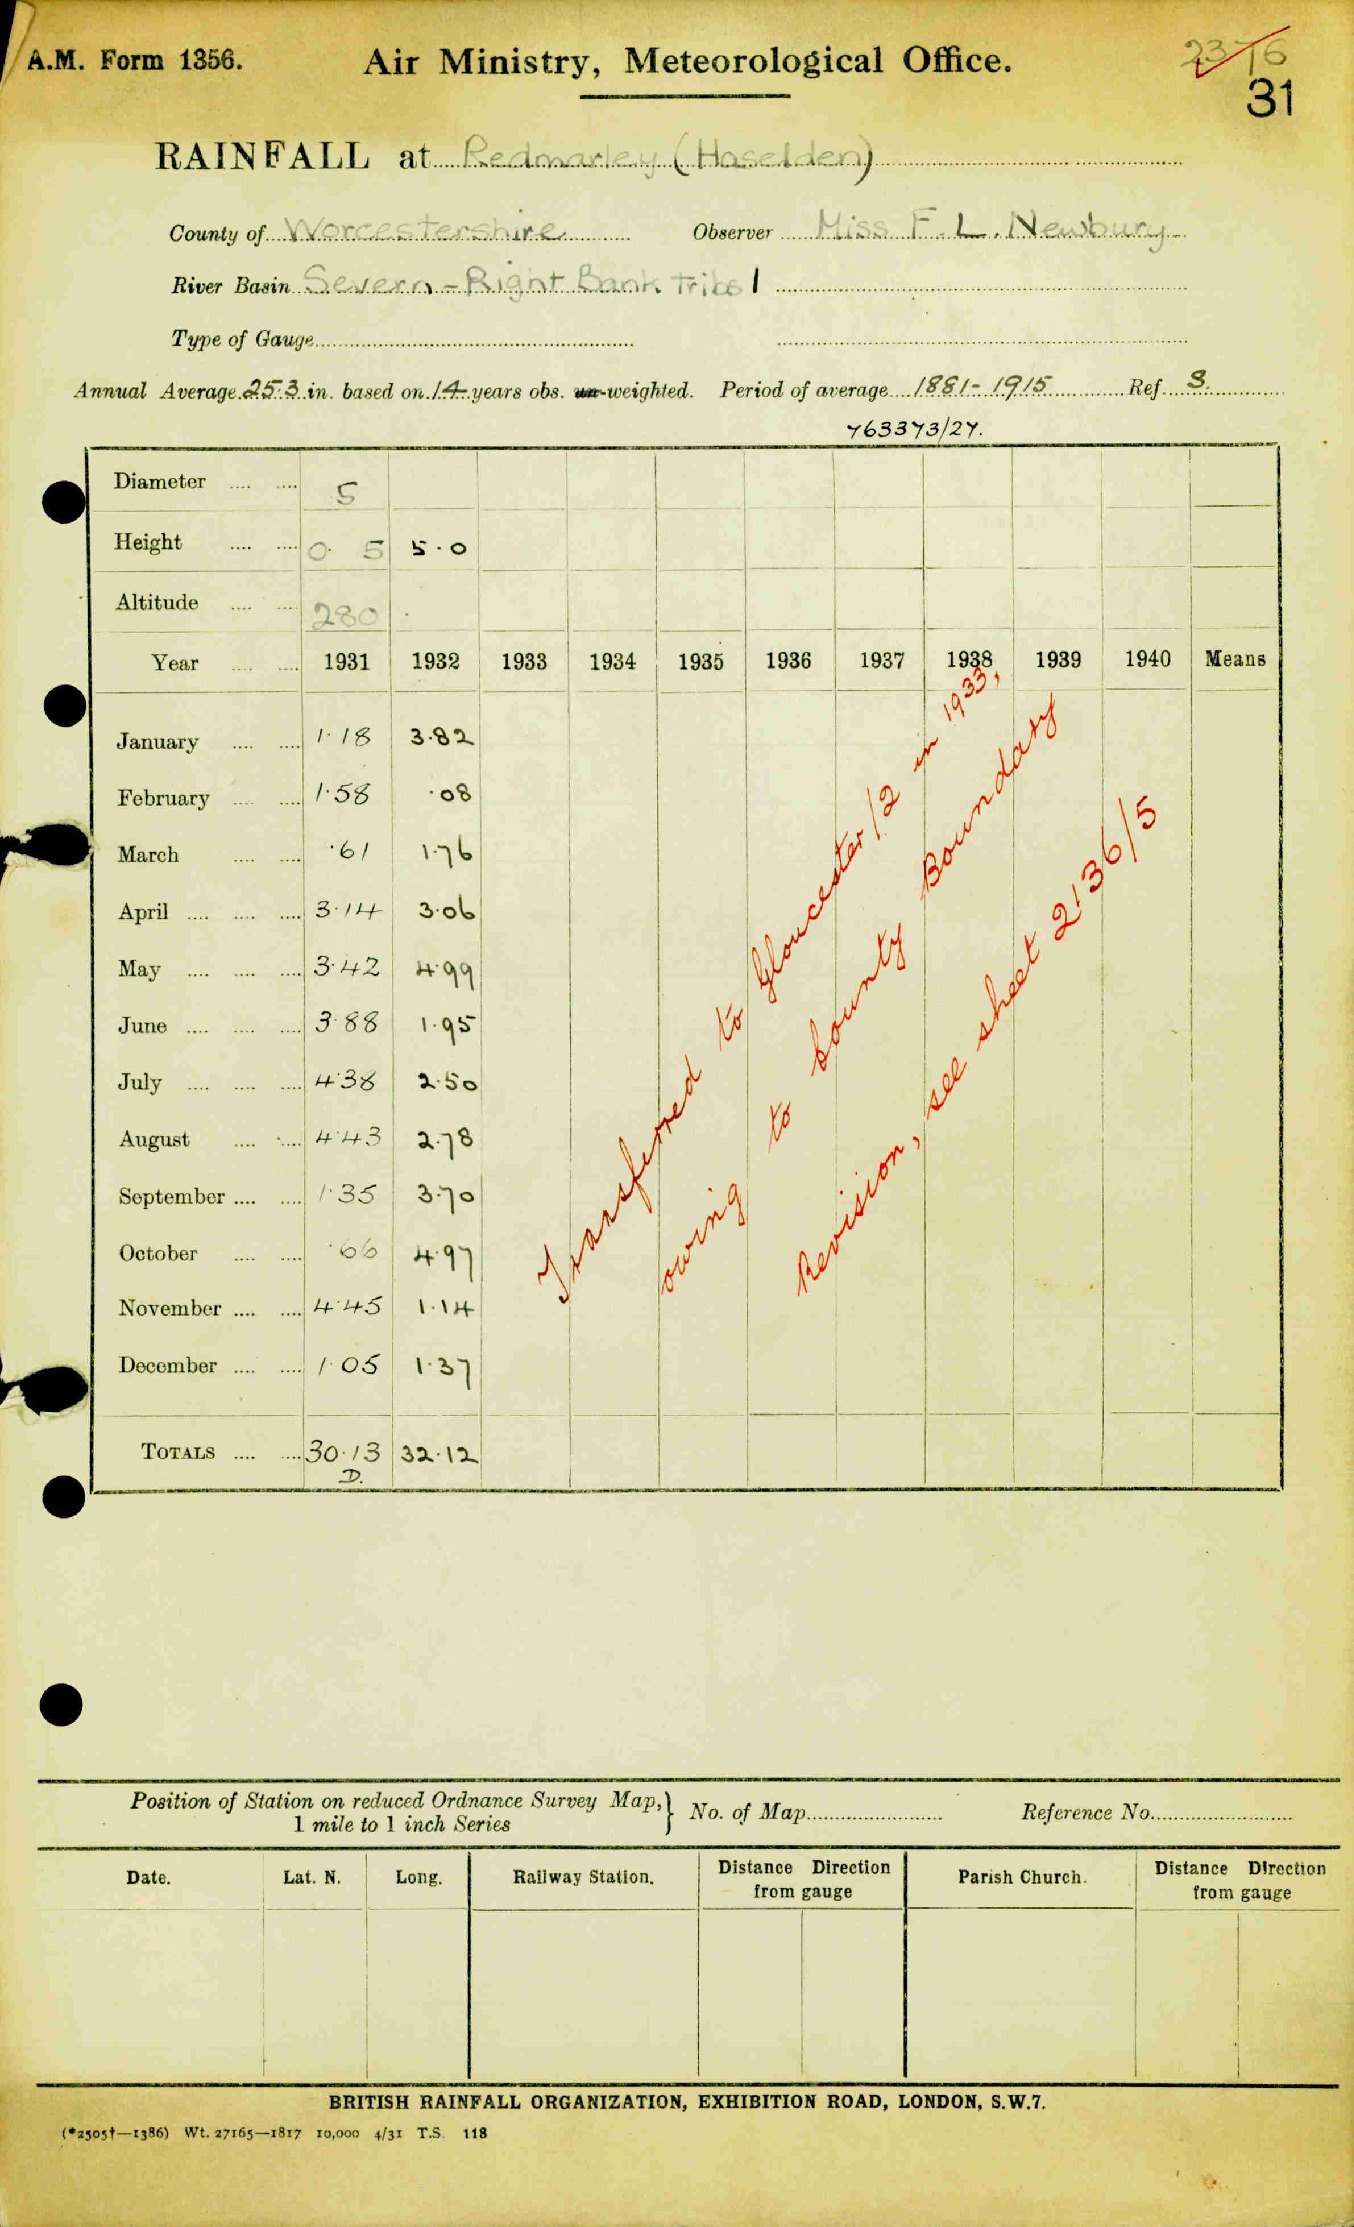 A.M. Form 1356.
Air Ministry, Meteorological Office.
2376
31
RAINFALL at Redmarley (Haselden)
County of Worcestershire Observer Miss F. L. Newbury
River Basin Severn - Right Bank Tribs 1
Type of Gauge
Annual Average 25.3 in. based on 14 years obs. un-weighted. Period of average 1881-1915 Ref. S.
763373/27.
Diameter 5
Height 0 5 5.0
Altitude 280
Year 1931 1932 1933 1934 1935 1936 1937 1938 1939 1940 Means
January 1.18 3.82
February 1.58 .08
March .61 1.76
April 3.14 3.06
May 3.42 4.99
June 3.88 1.95
July 4.38 2.50
August 4.43 2.78
September 1.35 3.70
October .66 4.97
November 4.45 1.14
December 1.05 1.37
TOTALS 30.13 32.12
D.
Transferred to Gloucester/2 in 1933,
owing to County Boundary
Revision, see sheet 2136/5
Position of Station on reduced Ordnance Survey Map, } No. of Map Reference No.
1 mile to 1 inch Series
Date. Lat. N. Long. Railway Station. Distance Direction from gauge Parish Church. Distance Direction from gauge
BRITISH RAINFALL ORGANIZATION, EXHIBITION ROAD, LONDON, S.W.7.
(*2505†—1386) Wt. 27165—1817 10,000 4/31 T.S. 118